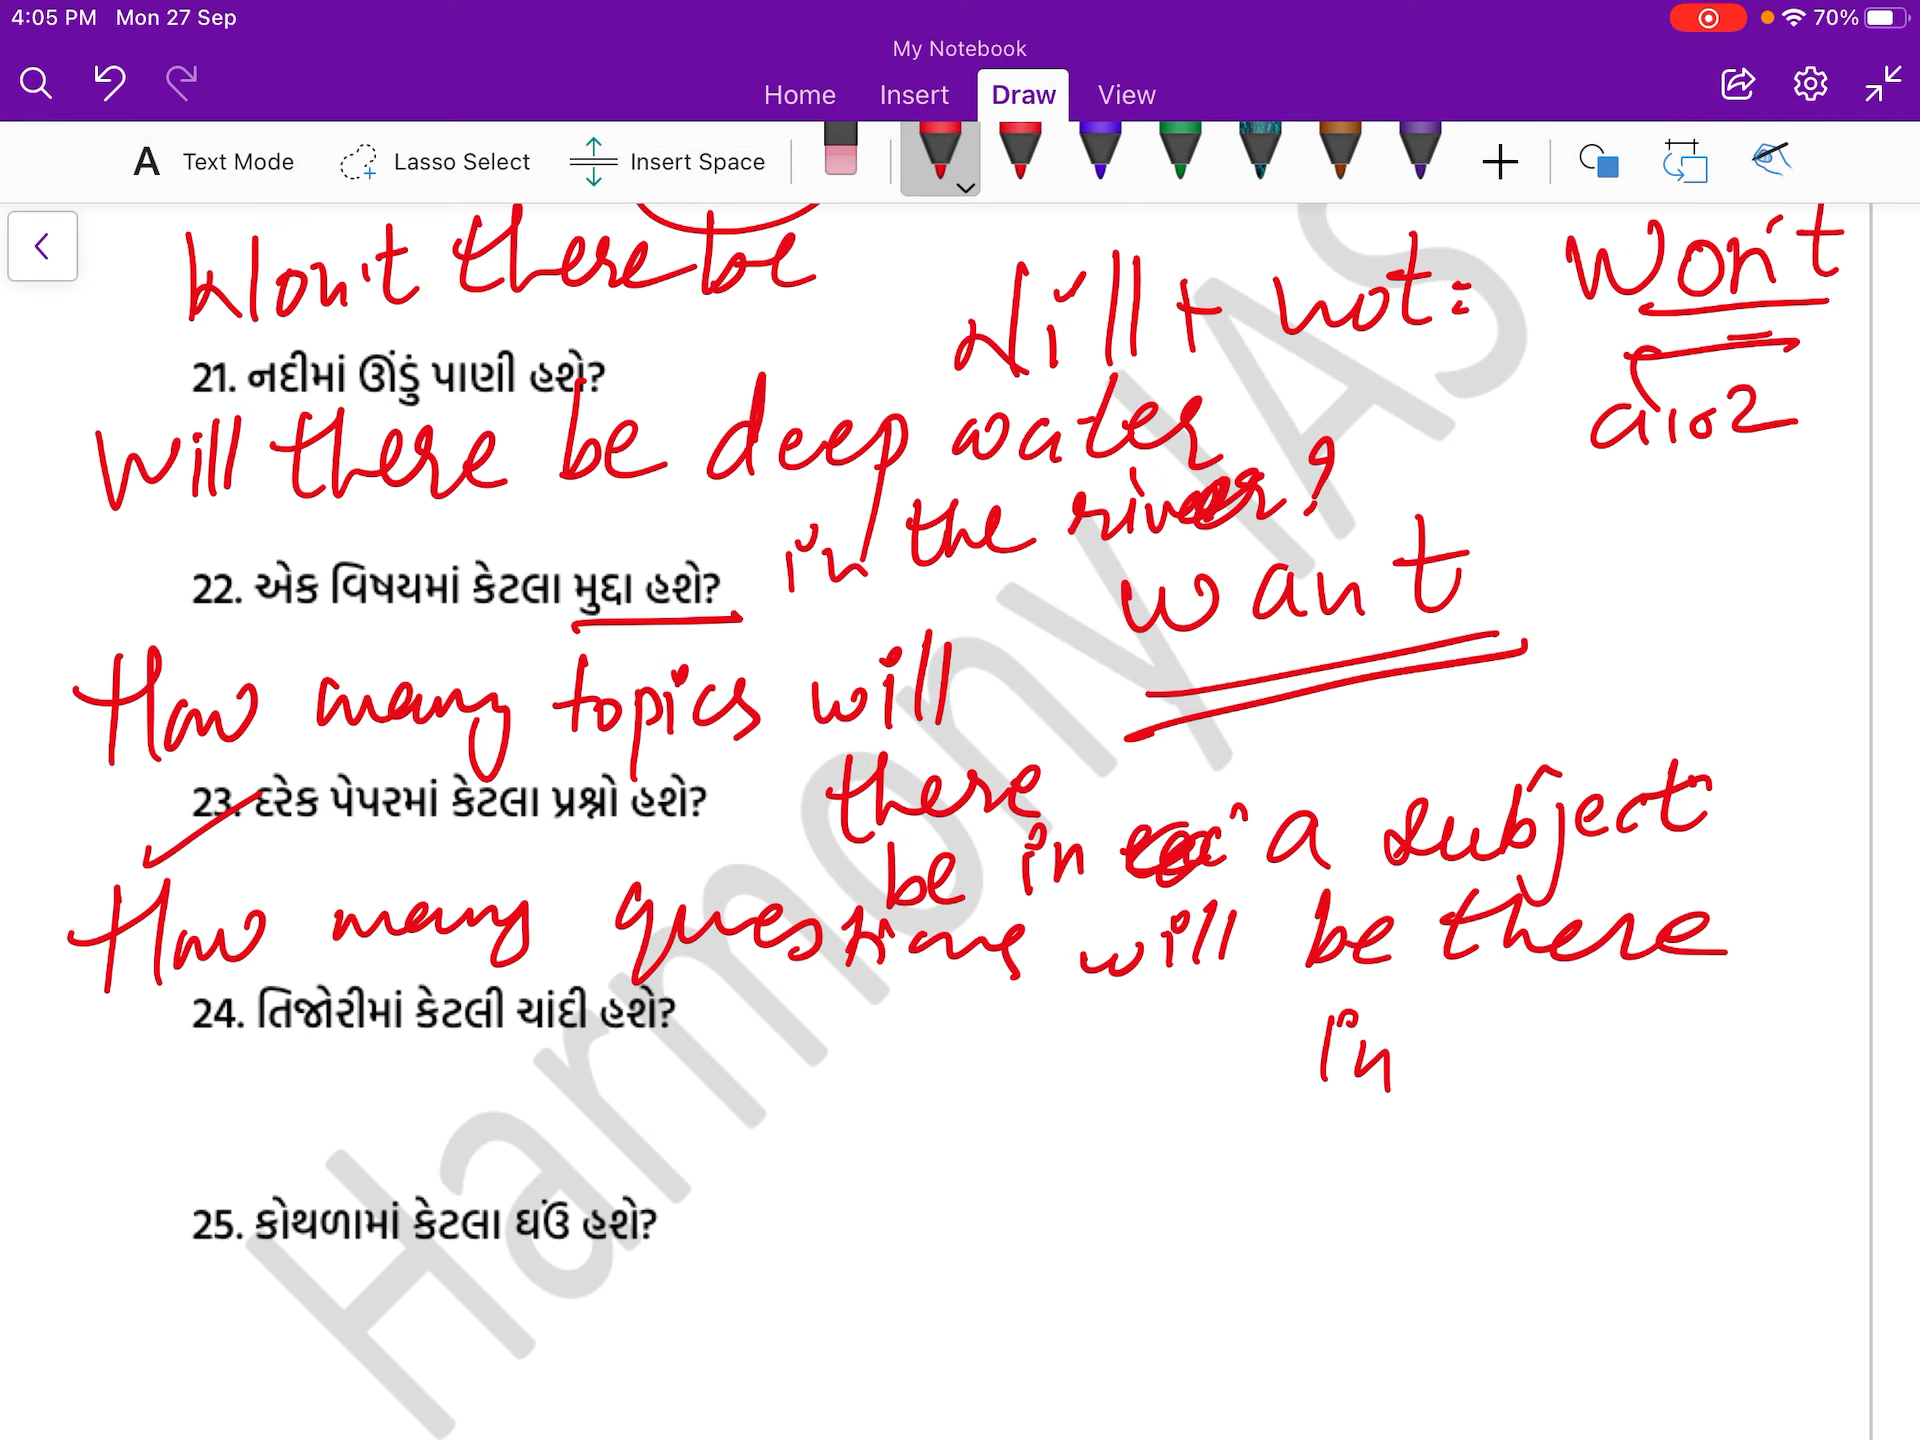 4:05 PM Mon 27 Sep
70%
My Notebook
Home Insert Draw View
A Text Mode Lasso Select Insert Space
Won't there be
Will + not = Won't
21. નદીમાં ઊંડું પાણી હશે?
Will there be deep water
in the river?
22. એક વિષયમાં કેટલા મુદ્દા હશે?
want
How many topics will
there
be in a subject
23. દરેક પેપરમાં કેટલા પ્રશ્નો હશે?
How many questions will be there
in
24. તિજોરીમાં કેટલી ચાંદી હશે?
25. કોથળામાં કેટલા ઘઉં હશે?
Harmony IAS